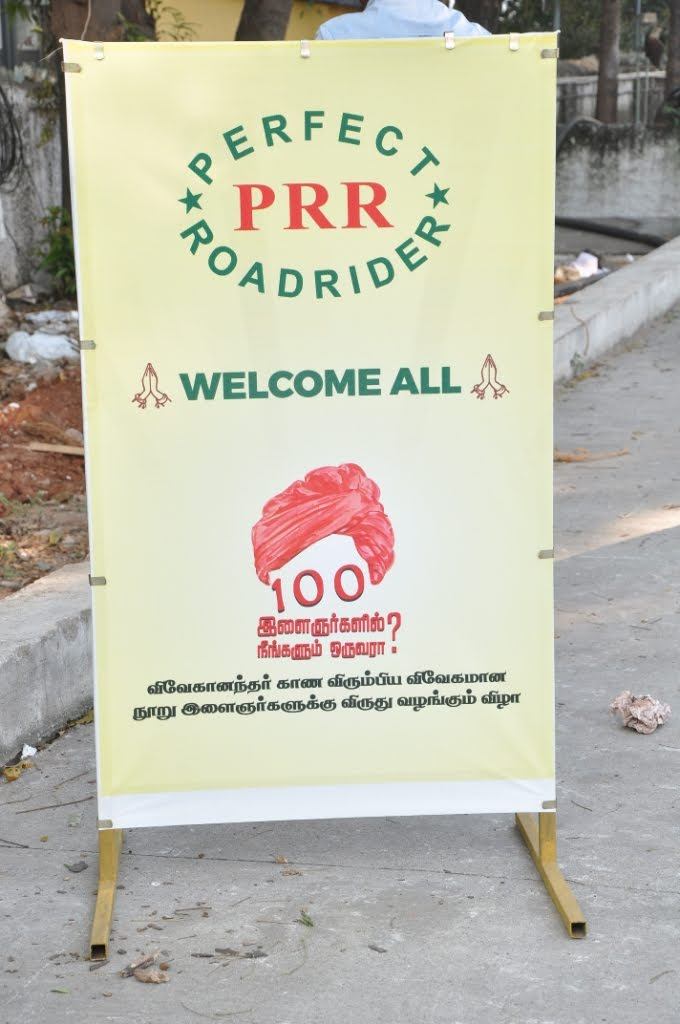 PERFECT
PRR
ROADRIDER
WELCOME ALL
100
இளைஞர்களில்
நீங்களும் ஒருவரா?
விவேகானந்தர் காண விரும்பிய விவேகமான
நூறு இளைஞர்களுக்கு விருது வழங்கும் விழா